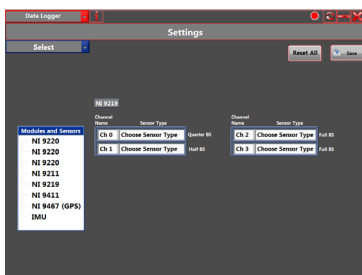 Data Logger
Settings
Select
Reset All
Save
NI 9219
Channel Name Sensor Type
Channel Name Sensor Type
Ch 0 Choose Sensor Type Quarter BS
Ch 2 Choose Sensor Type Full BS
Ch 1 Choose Sensor Type Half BS
Ch 3 Choose Sensor Type Full BS
Modules and Sensors
NI 9220
NI 9220
NI 9220
NI 9211
NI 9219
NI 9411
NI 9467 (GPS)
IMU